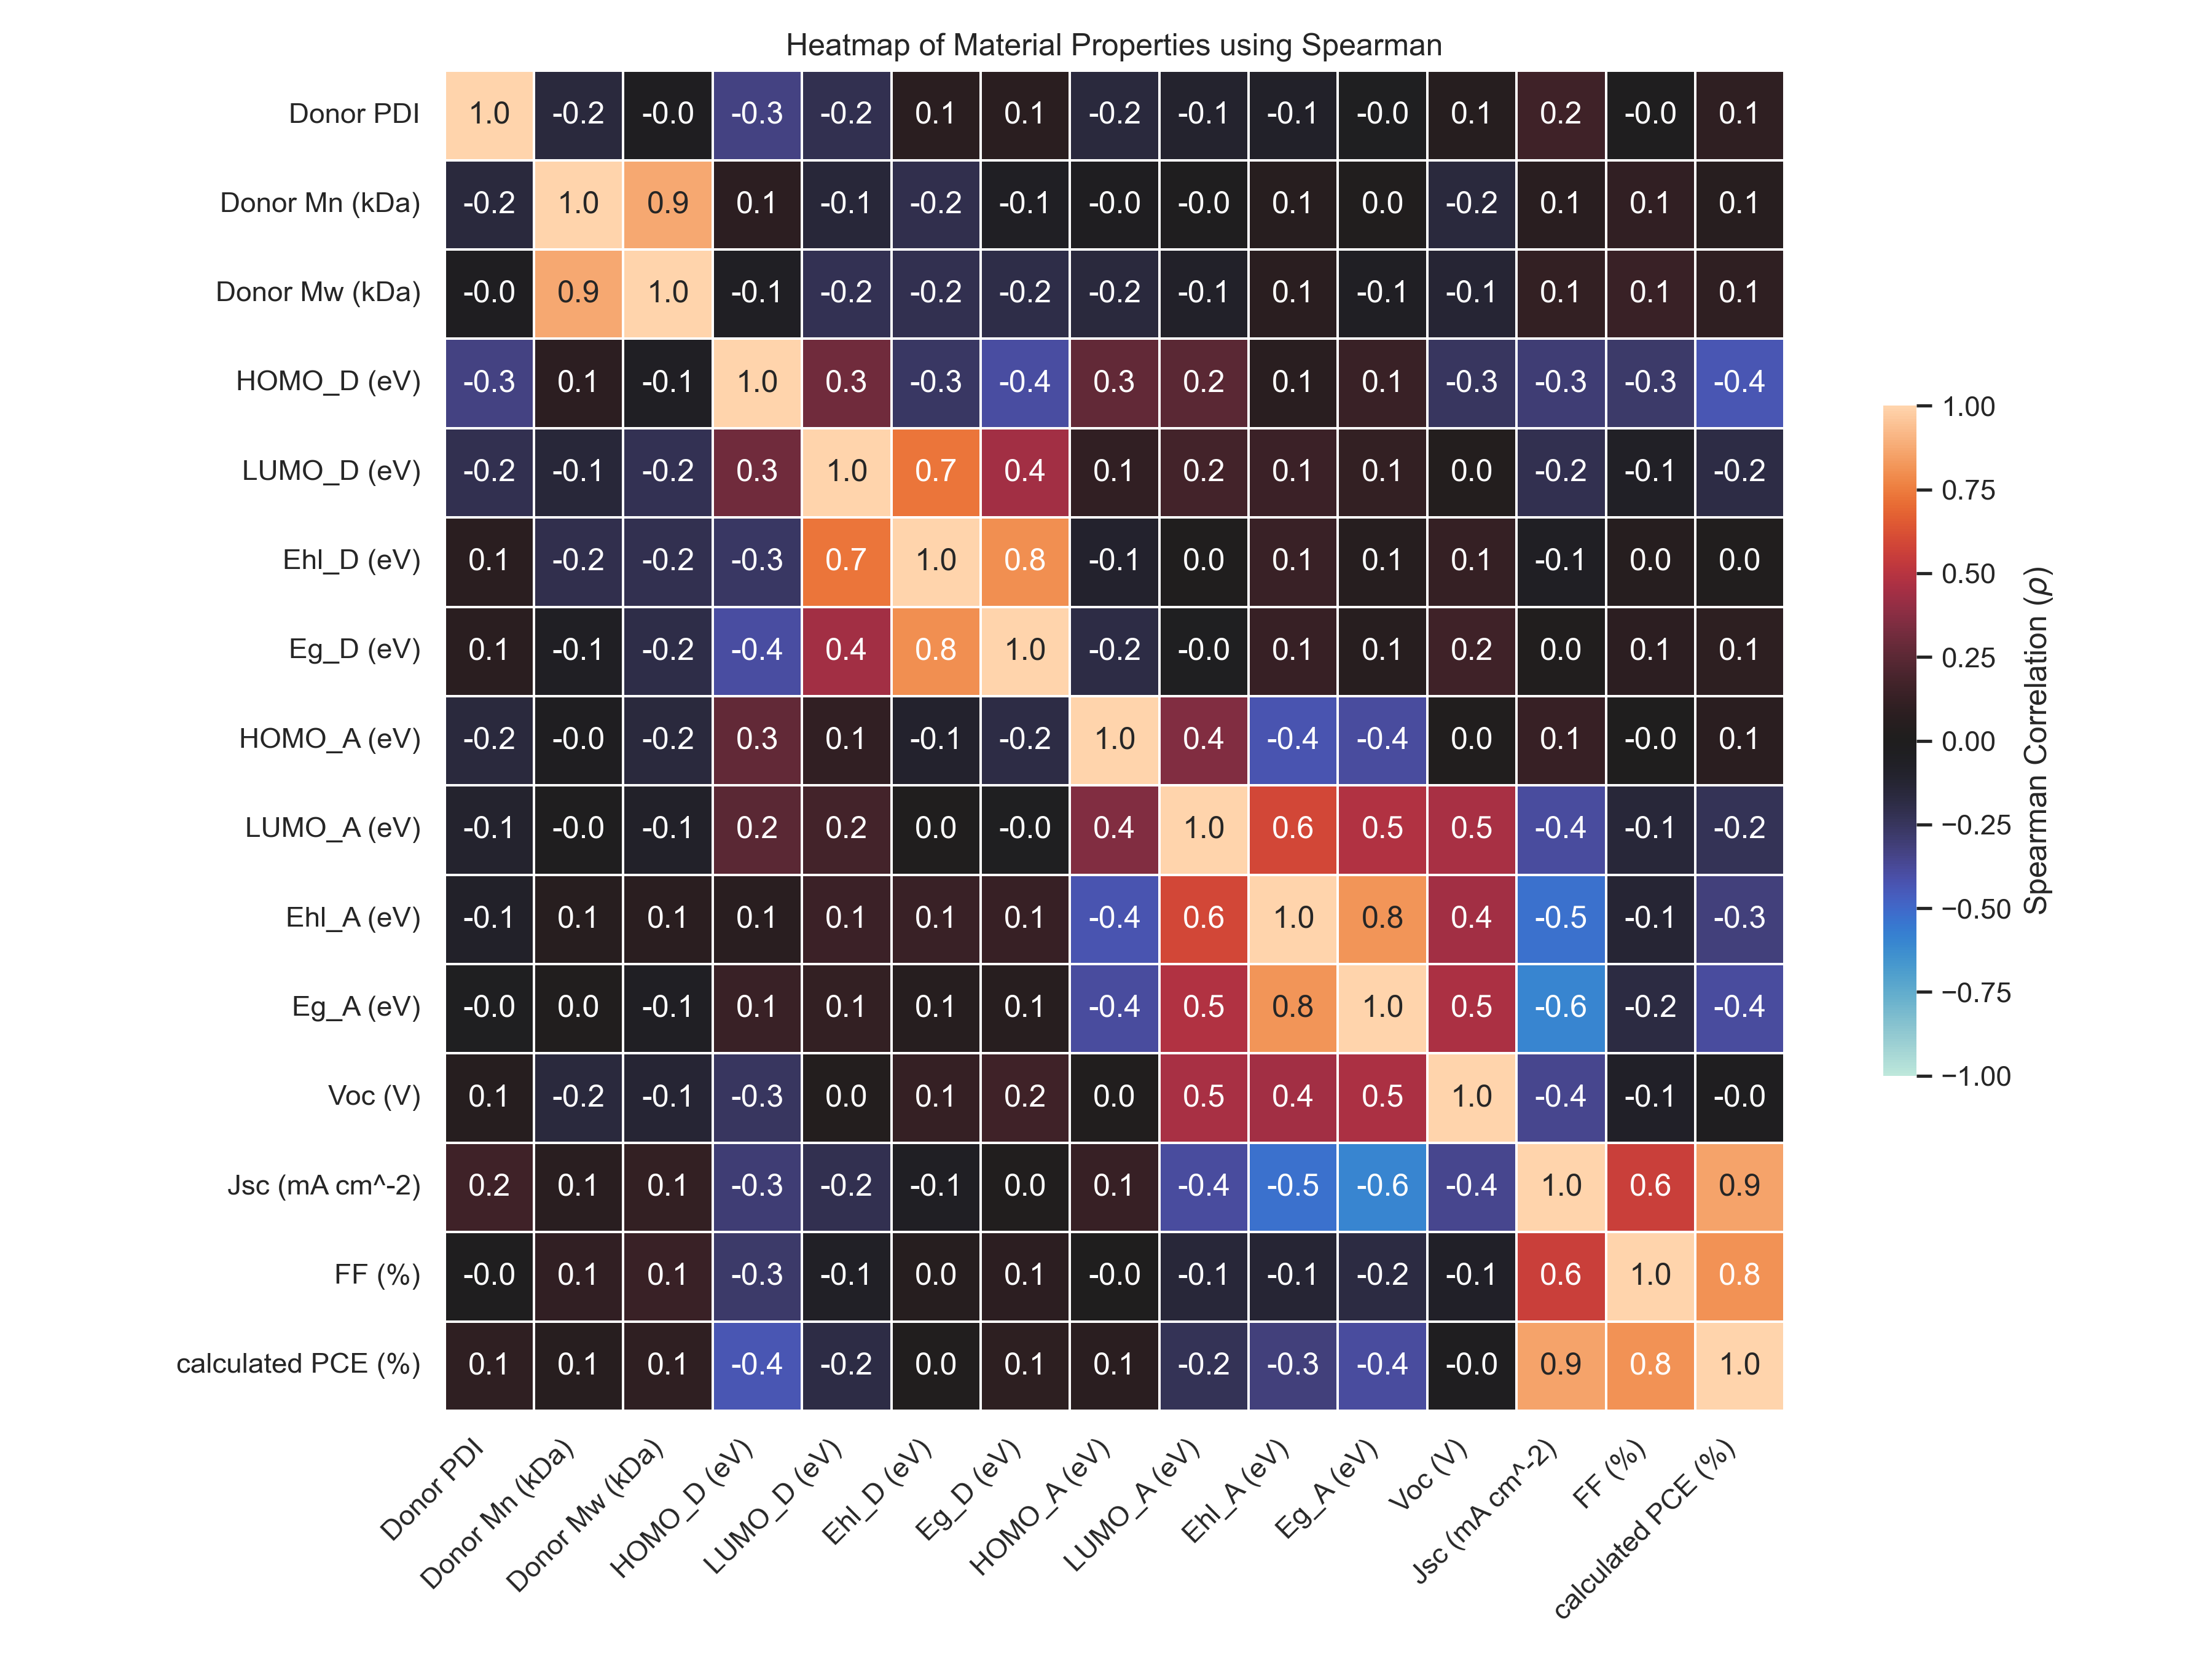 Heatmap of Material Properties using Spearman
Donor PDI 1.0 -0.2 -0.0 -0.3 -0.2 0.1 0.1 -0.2 -0.1 -0.1 -0.0 0.1 0.2 -0.0 0.1
Donor Mn (kDa) -0.2 1.0 0.9 0.1 -0.1 -0.2 -0.1 -0.0 -0.0 0.1 0.0 -0.2 0.1 0.1 0.1
Donor Mw (kDa) -0.0 0.9 1.0 -0.1 -0.2 -0.2 -0.2 -0.2 -0.1 0.1 -0.1 -0.1 0.1 0.1 0.1
HOMO_D (eV) -0.3 0.1 -0.1 1.0 0.3 -0.3 -0.4 0.3 0.2 0.1 0.1 -0.3 -0.3 -0.3 -0.4
LUMO_D (eV) -0.2 -0.1 -0.2 0.3 1.0 0.7 0.4 0.1 0.2 0.1 0.1 0.0 -0.2 -0.1 -0.2
Ehl_D (eV) 0.1 -0.2 -0.2 -0.3 0.7 1.0 0.8 -0.1 0.0 0.1 0.1 0.1 -0.1 0.0 0.0
Eg_D (eV) 0.1 -0.1 -0.2 -0.4 0.4 0.8 1.0 -0.2 -0.0 0.1 0.1 0.2 0.0 0.1 0.1
HOMO_A (eV) -0.2 -0.0 -0.2 0.3 0.1 -0.1 -0.2 1.0 0.4 -0.4 -0.4 0.0 0.1 -0.0 0.1
LUMO_A (eV) -0.1 -0.0 -0.1 0.2 0.2 0.0 -0.0 0.4 1.0 0.6 0.5 0.5 -0.4 -0.1 -0.2
Ehl_A (eV) -0.1 0.1 0.1 0.1 0.1 0.1 0.1 -0.4 0.6 1.0 0.8 0.4 -0.5 -0.1 -0.3
Eg_A (eV) -0.0 0.0 -0.1 0.1 0.1 0.1 0.1 -0.4 0.5 0.8 1.0 0.5 -0.6 -0.2 -0.4
Voc (V) 0.1 -0.2 -0.1 -0.3 0.0 0.1 0.2 0.0 0.5 0.4 0.5 1.0 -0.4 -0.1 -0.0
Jsc (mA cm^-2) 0.2 0.1 0.1 -0.3 -0.2 -0.1 0.0 0.1 -0.4 -0.5 -0.6 -0.4 1.0 0.6 0.9
FF (%) -0.0 0.1 0.1 -0.3 -0.1 0.0 0.1 -0.0 -0.1 -0.1 -0.2 -0.1 0.6 1.0 0.8
calculated PCE (%) 0.1 0.1 0.1 -0.4 -0.2 0.0 0.1 0.1 -0.2 -0.3 -0.4 -0.0 0.9 0.8 1.0
Donor PDI
Donor Mn (kDa)
Donor Mw (kDa)
HOMO_D (eV)
LUMO_D (eV)
Ehl_D (eV)
Eg_D (eV)
HOMO_A (eV)
LUMO_A (eV)
Ehl_A (eV)
Eg_A (eV)
Voc (V)
Jsc (mA cm^-2)
FF (%)
calculated PCE (%)
1.00
0.75
0.50
0.25
0.00
−0.25
−0.50
−0.75
−1.00
Spearman Correlation (ρ)